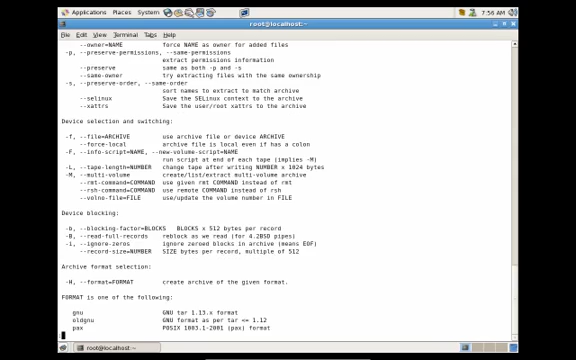 Applications Places System
7:56 AM
root@localhost:~
File Edit View Terminal Tabs Help
--owner=NAME force NAME as owner for added files
-p, --preserve-permissions, --same-permissions
extract permissions information
--preserve same as both -p and -s
--same-owner try extracting files with the same ownership
-s, --preserve-order, --same-order
sort names to extract to match archive
--selinux Save the SELinux context to the archive
--xattrs Save the user/root xattrs to the archive
Device selection and switching:
-f, --file=ARCHIVE use archive file or device ARCHIVE
--force-local archive file is local even if has a colon
-F, --info-script=NAME, --new-volume-script=NAME
run script at end of each tape (implies -M)
-L, --tape-length=NUMBER change tape after writing NUMBER x 1024 bytes
-M, --multi-volume create/list/extract multi-volume archive
--rmt-command=COMMAND use given rmt COMMAND instead of rmt
--rsh-command=COMMAND use remote COMMAND instead of rsh
--volno-file=FILE use/update the volume number in FILE
Device blocking:
-b, --blocking-factor=BLOCKS BLOCKS x 512 bytes per record
-B, --read-full-records reblock as we read (for 4.2BSD pipes)
-i, --ignore-zeros ignore zeroed blocks in archive (means EOF)
--record-size=NUMBER SIZE bytes per record, multiple of 512
Archive format selection:
-H, --format=FORMAT create archive of the given format.
FORMAT is one of the following:
gnu GNU tar 1.13.x format
oldgnu GNU format as per tar <= 1.12
pax POSIX 1003.1-2001 (pax) format
root@localhost:~